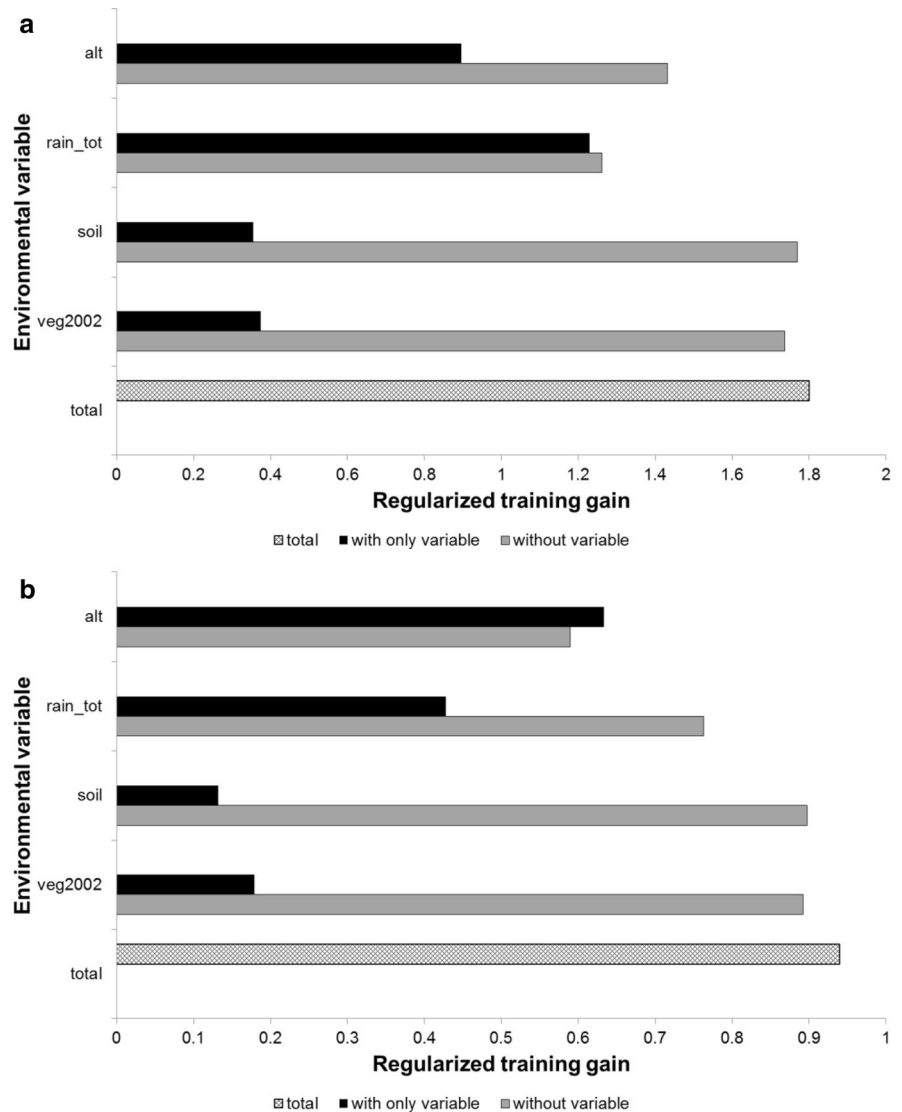 a
Environmental variable
alt
rain_tot
soil
veg2002
total
0 0.2 0.4 0.6 0.8 1 1.2 1.4 1.6 1.8 2
Regularized training gain
total with only variable without variable
b
Environmental variable
alt
rain_tot
soil
veg2002
total
0 0.1 0.2 0.3 0.4 0.5 0.6 0.7 0.8 0.9 1
Regularized training gain
total with only variable without variable